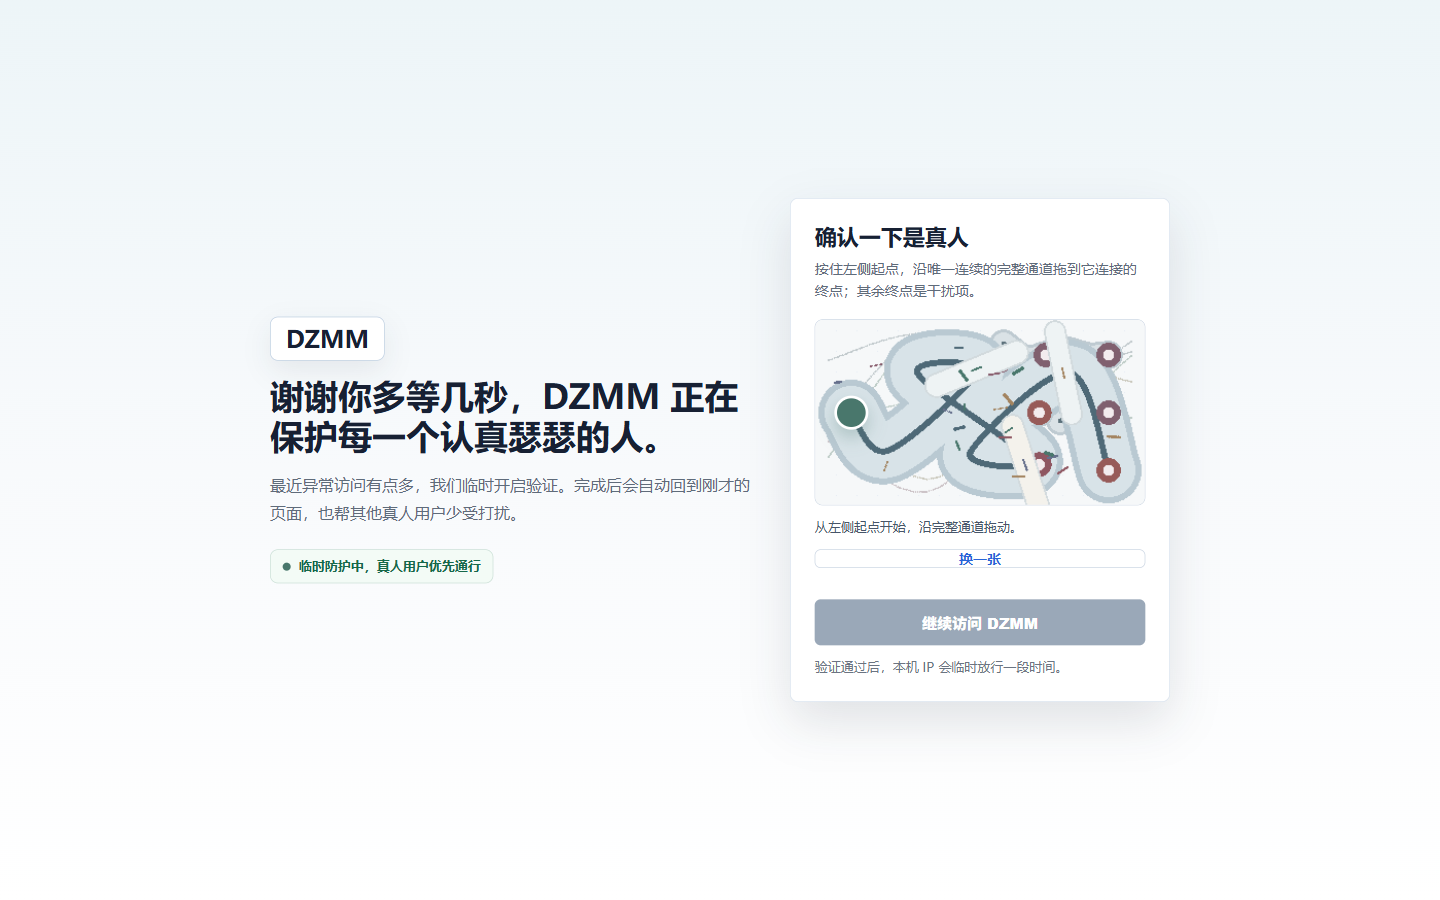 DZMM
谢谢你多等几秒，DZMM 正在
保护每一个认真瑟瑟的人。
最近异常访问有点多，我们临时开启验证。完成后会自动回到刚才的
页面，也帮其他真人用户少受打扰。
临时防护中，真人用户优先通行
确认一下是真人
按住左侧起点，沿唯一连续的完整通道拖到它连接的
终点；其余终点是干扰项。
从左侧起点开始，沿完整通道拖动。
换一张
继续访问 DZMM
验证通过后，本机 IP 会临时放行一段时间。